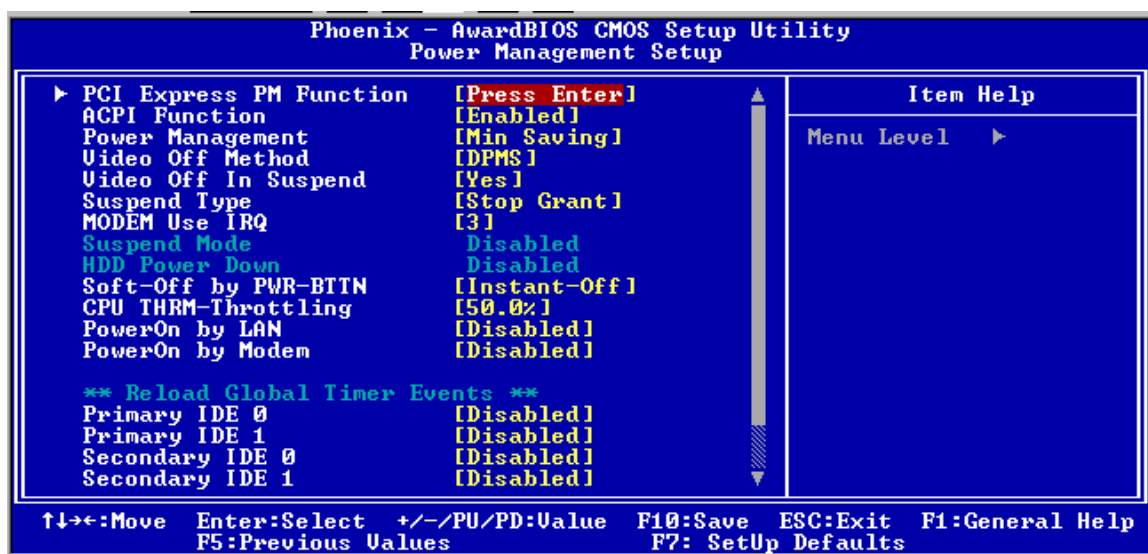 Phoenix - AwardBIOS CMOS Setup Utility
Power Management Setup
PCI Express PM Function [Press Enter]
ACPI Function [Enabled]
Power Management [Min Saving]
Video Off Method [DPMS]
Video Off In Suspend [Yes]
Suspend Type [Stop Grant]
MODEM Use IRQ [3]
Suspend Mode Disabled
HDD Power Down Disabled
Soft-Off by PWR-BTTN [Instant-Off]
CPU THRM-Throttling [50.0%]
PowerOn by LAN [Disabled]
PowerOn by Modem [Disabled]
** Reload Global Timer Events **
Primary IDE 0 [Disabled]
Primary IDE 1 [Disabled]
Secondary IDE 0 [Disabled]
Secondary IDE 1 [Disabled]
Item Help
Menu Level ►
↑↓→←:Move Enter:Select +/-/PU/PD:Value F10:Save ESC:Exit F1:General Help
F5:Previous Values F7: SetUp Defaults